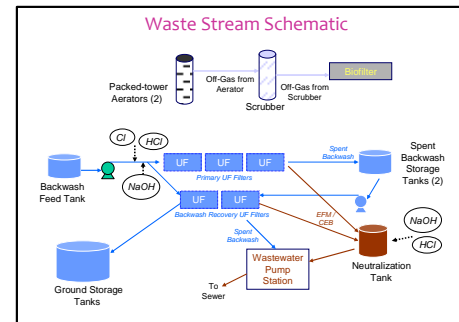 Waste Stream Schematic
Packed-tower
Aerators (2)
Off-Gas from
Aerator
Scrubber
Off-Gas from
Scrubber
Biofilter
Cl
HCl
NaOH
Backwash
Feed Tank
UF
UF
UF
Primary UF Filters
Spent
Backwash
Spent
Backwash
Storage
Tanks (2)
UF
UF
Backwash Recovery UF Filters
Spent
Backwash
EFM /
CEB
NaOH
HCl
Neutralization
Tank
Wastewater
Pump
Station
To
Sewer
Ground Storage
Tanks